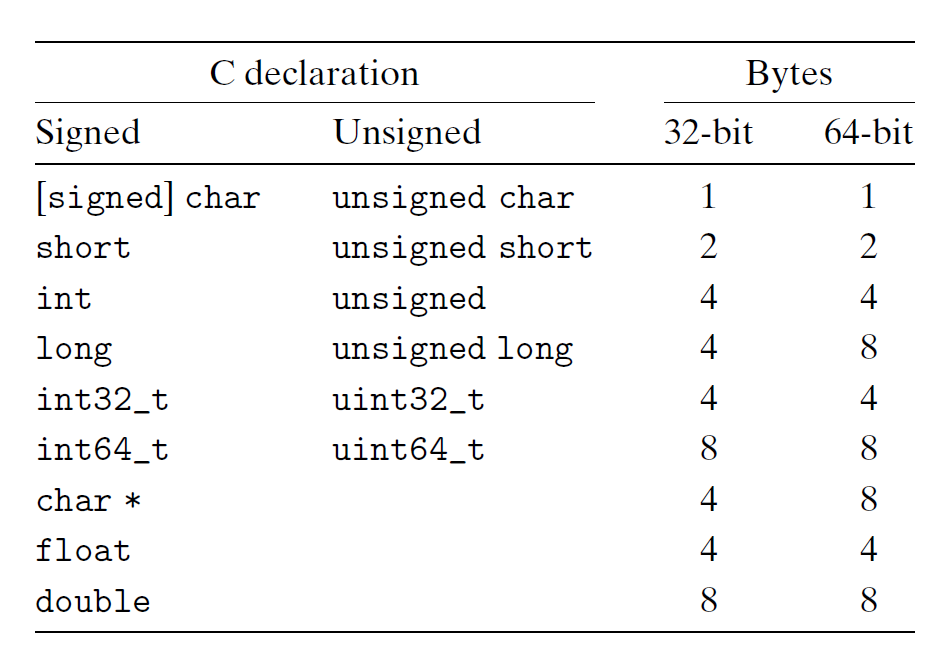 C declaration Bytes
Signed Unsigned 32-bit 64-bit
[signed] char unsigned char 1 1
short unsigned short 2 2
int unsigned 4 4
long unsigned long 4 8
int32_t uint32_t 4 4
int64_t uint64_t 8 8
char * 4 8
float 4 4
double 8 8